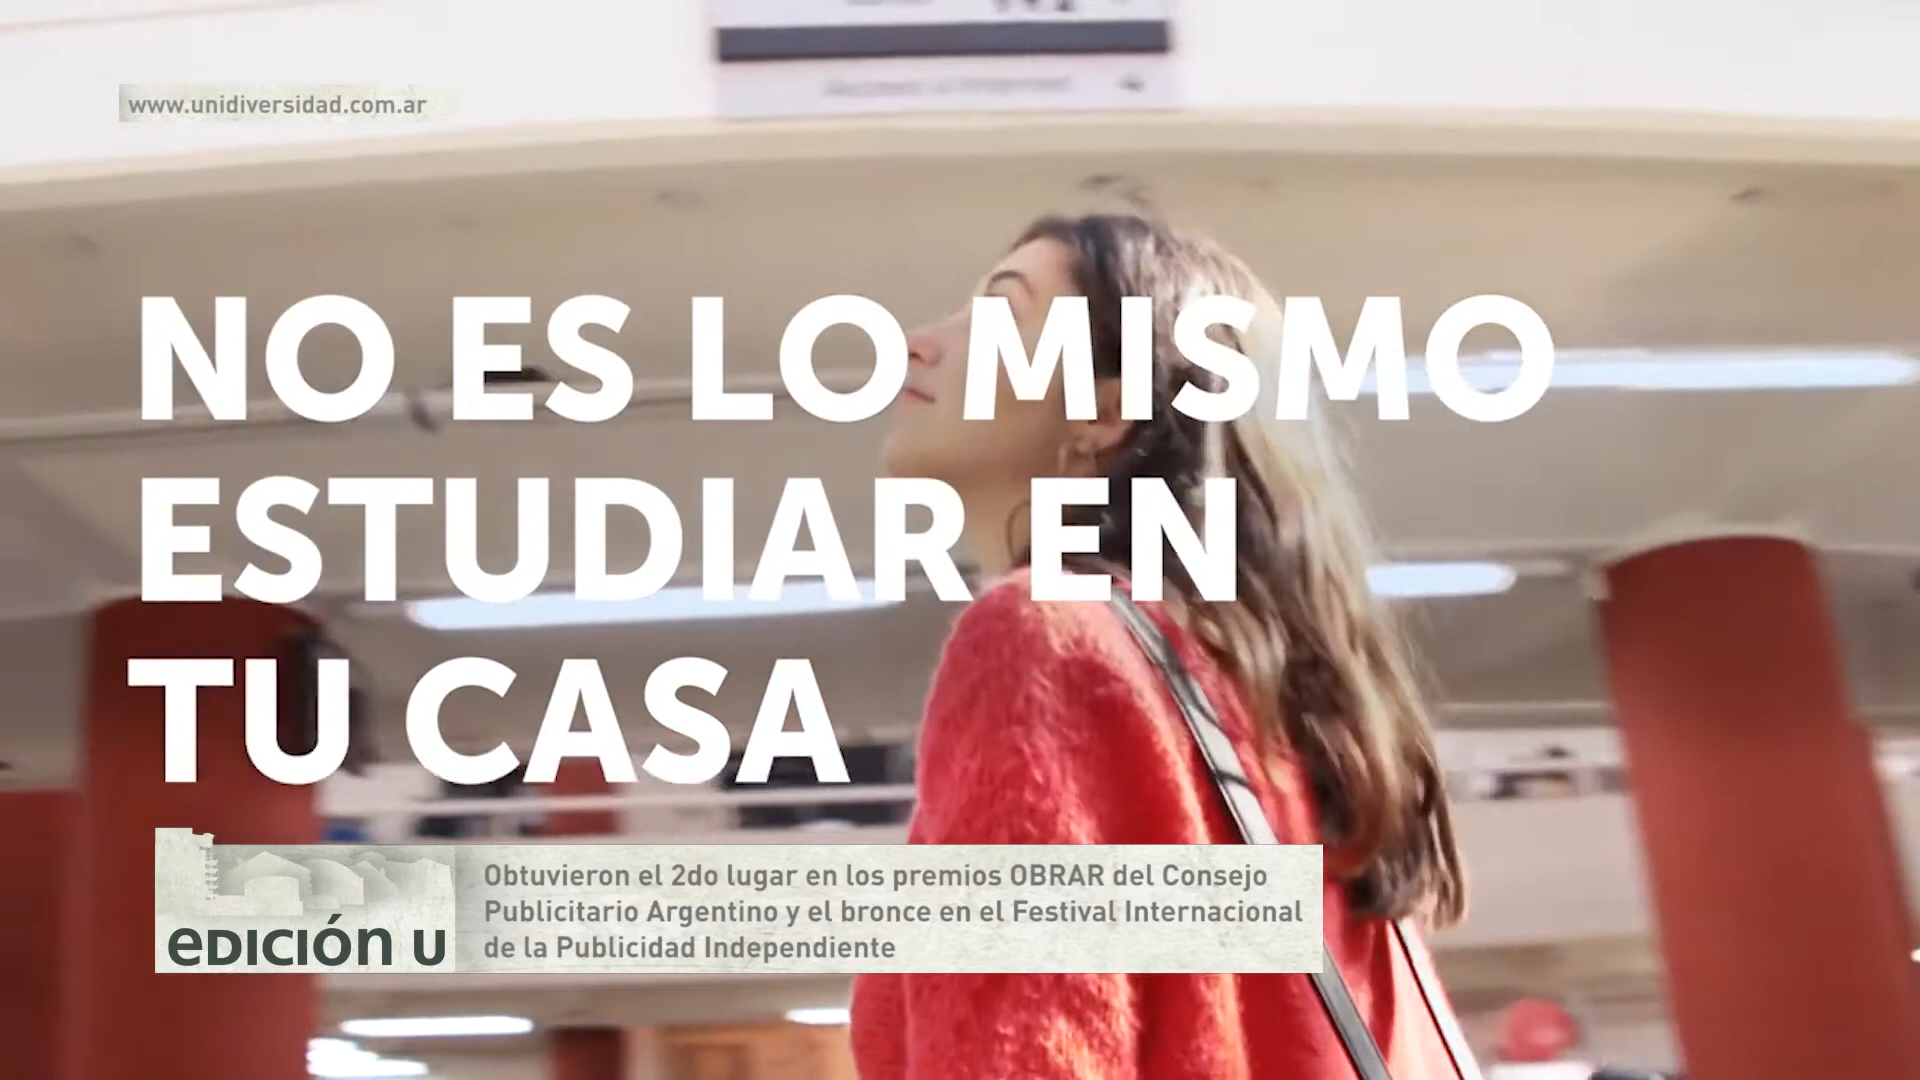 www.unidiversidad.com.ar
NO ES LO MISMO
ESTUDIAR EN
TU CASA
Obtuvieron el 2do lugar en los premios OBRAR del Consejo
Publicitario Argentino y el bronce en el Festival Internacional
de la Publicidad Independiente
eDICIÓn U